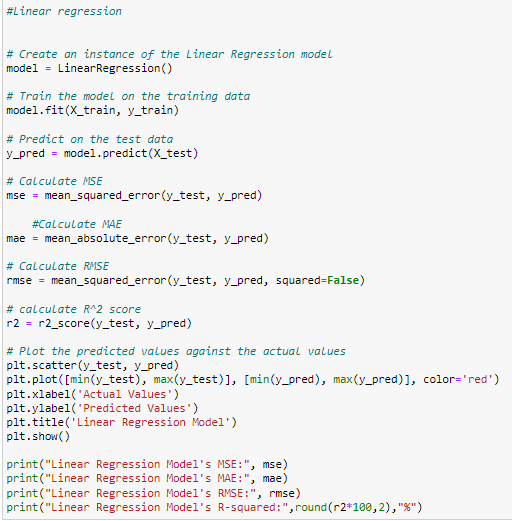 #Linear regression
# Create an instance of the Linear Regression model
model = LinearRegression()
# Train the model on the training data
model.fit(X_train, y_train)
# Predict on the test data
y_pred = model.predict(X_test)
# Calculate MSE
mse = mean_squared_error(y_test, y_pred)
    #Calculate MAE
mae = mean_absolute_error(y_test, y_pred)
# Calculate RMSE
rmse = mean_squared_error(y_test, y_pred, squared=False)
# calculate R^2 score
r2 = r2_score(y_test, y_pred)
# Plot the predicted values against the actual values
plt.scatter(y_test, y_pred)
plt.plot([min(y_test), max(y_test)], [min(y_pred), max(y_pred)], color='red')
plt.xlabel('Actual Values')
plt.ylabel('Predicted Values')
plt.title('Linear Regression Model')
plt.show()
print("Linear Regression Model's MSE:", mse)
print("Linear Regression Model's MAE:", mae)
print("Linear Regression Model's RMSE:", rmse)
print("Linear Regression Model's R-squared:",round(r2*100,2),"%")